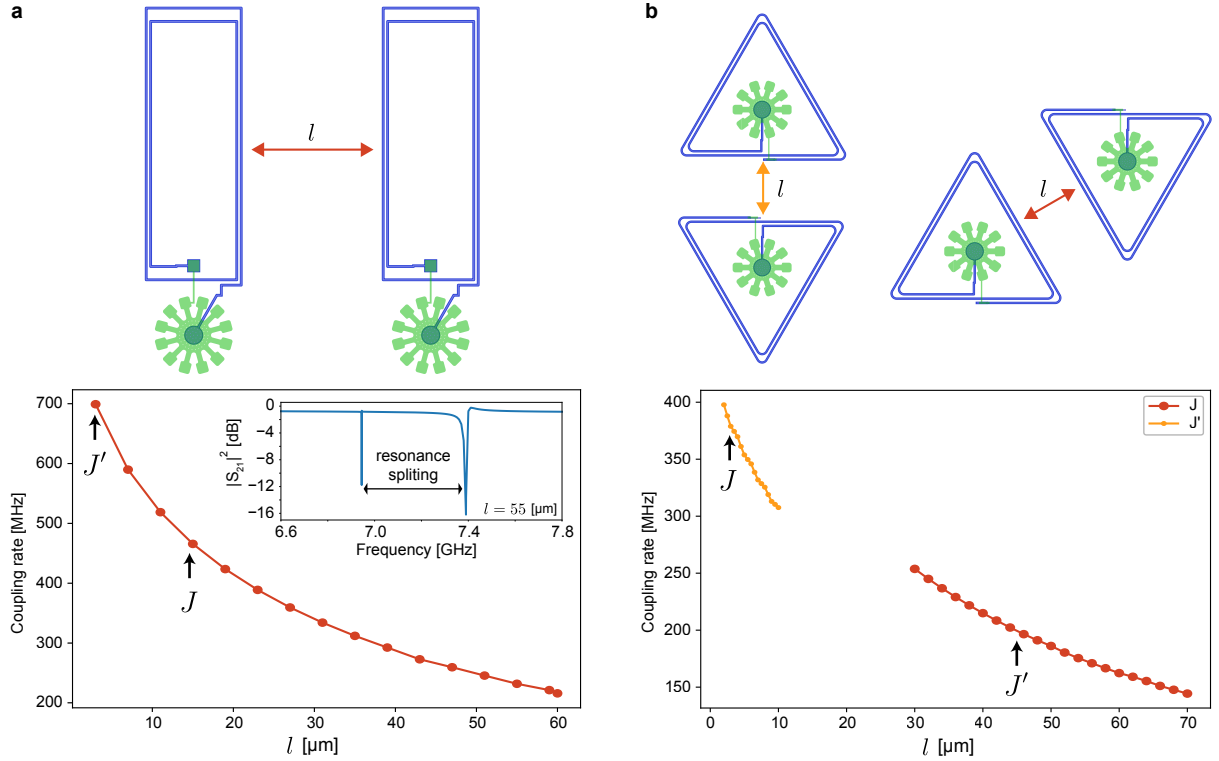 a
l
700
600
500
400
300
200
Coupling rate [MHz]
J'
J
10
20
30
40
50
60
l [μm]
0
−4
−8
−12
−16
|S₂₁|² [dB]
resonance
spliting
l = 55 [μm]
6.6
7.0
7.4
7.8
Frequency [GHz]
b
l
l
400
350
300
250
200
150
Coupling rate [MHz]
J
J'
J
J'
0
10
20
30
40
50
60
70
l [μm]